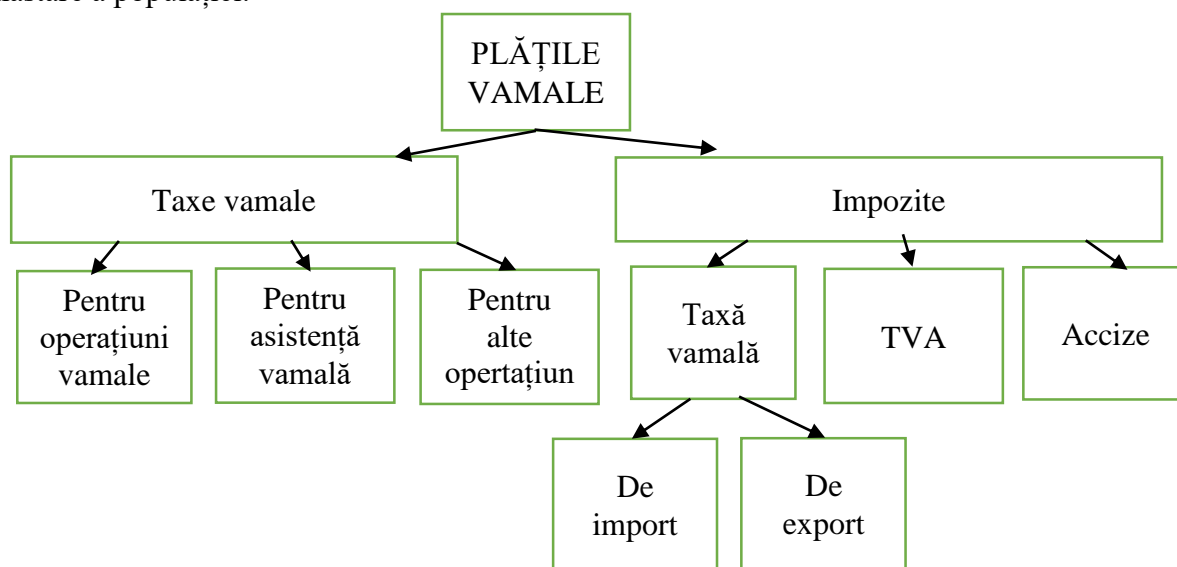 a populației.
PLĂȚILE
VAMALE
Taxe vamale
Impozite
Pentru
operațiuni
vamale
Pentru
asistență
vamală
Pentru
alte
opertațiun
Taxă
vamală
TVA
Accize
De
import
De
export